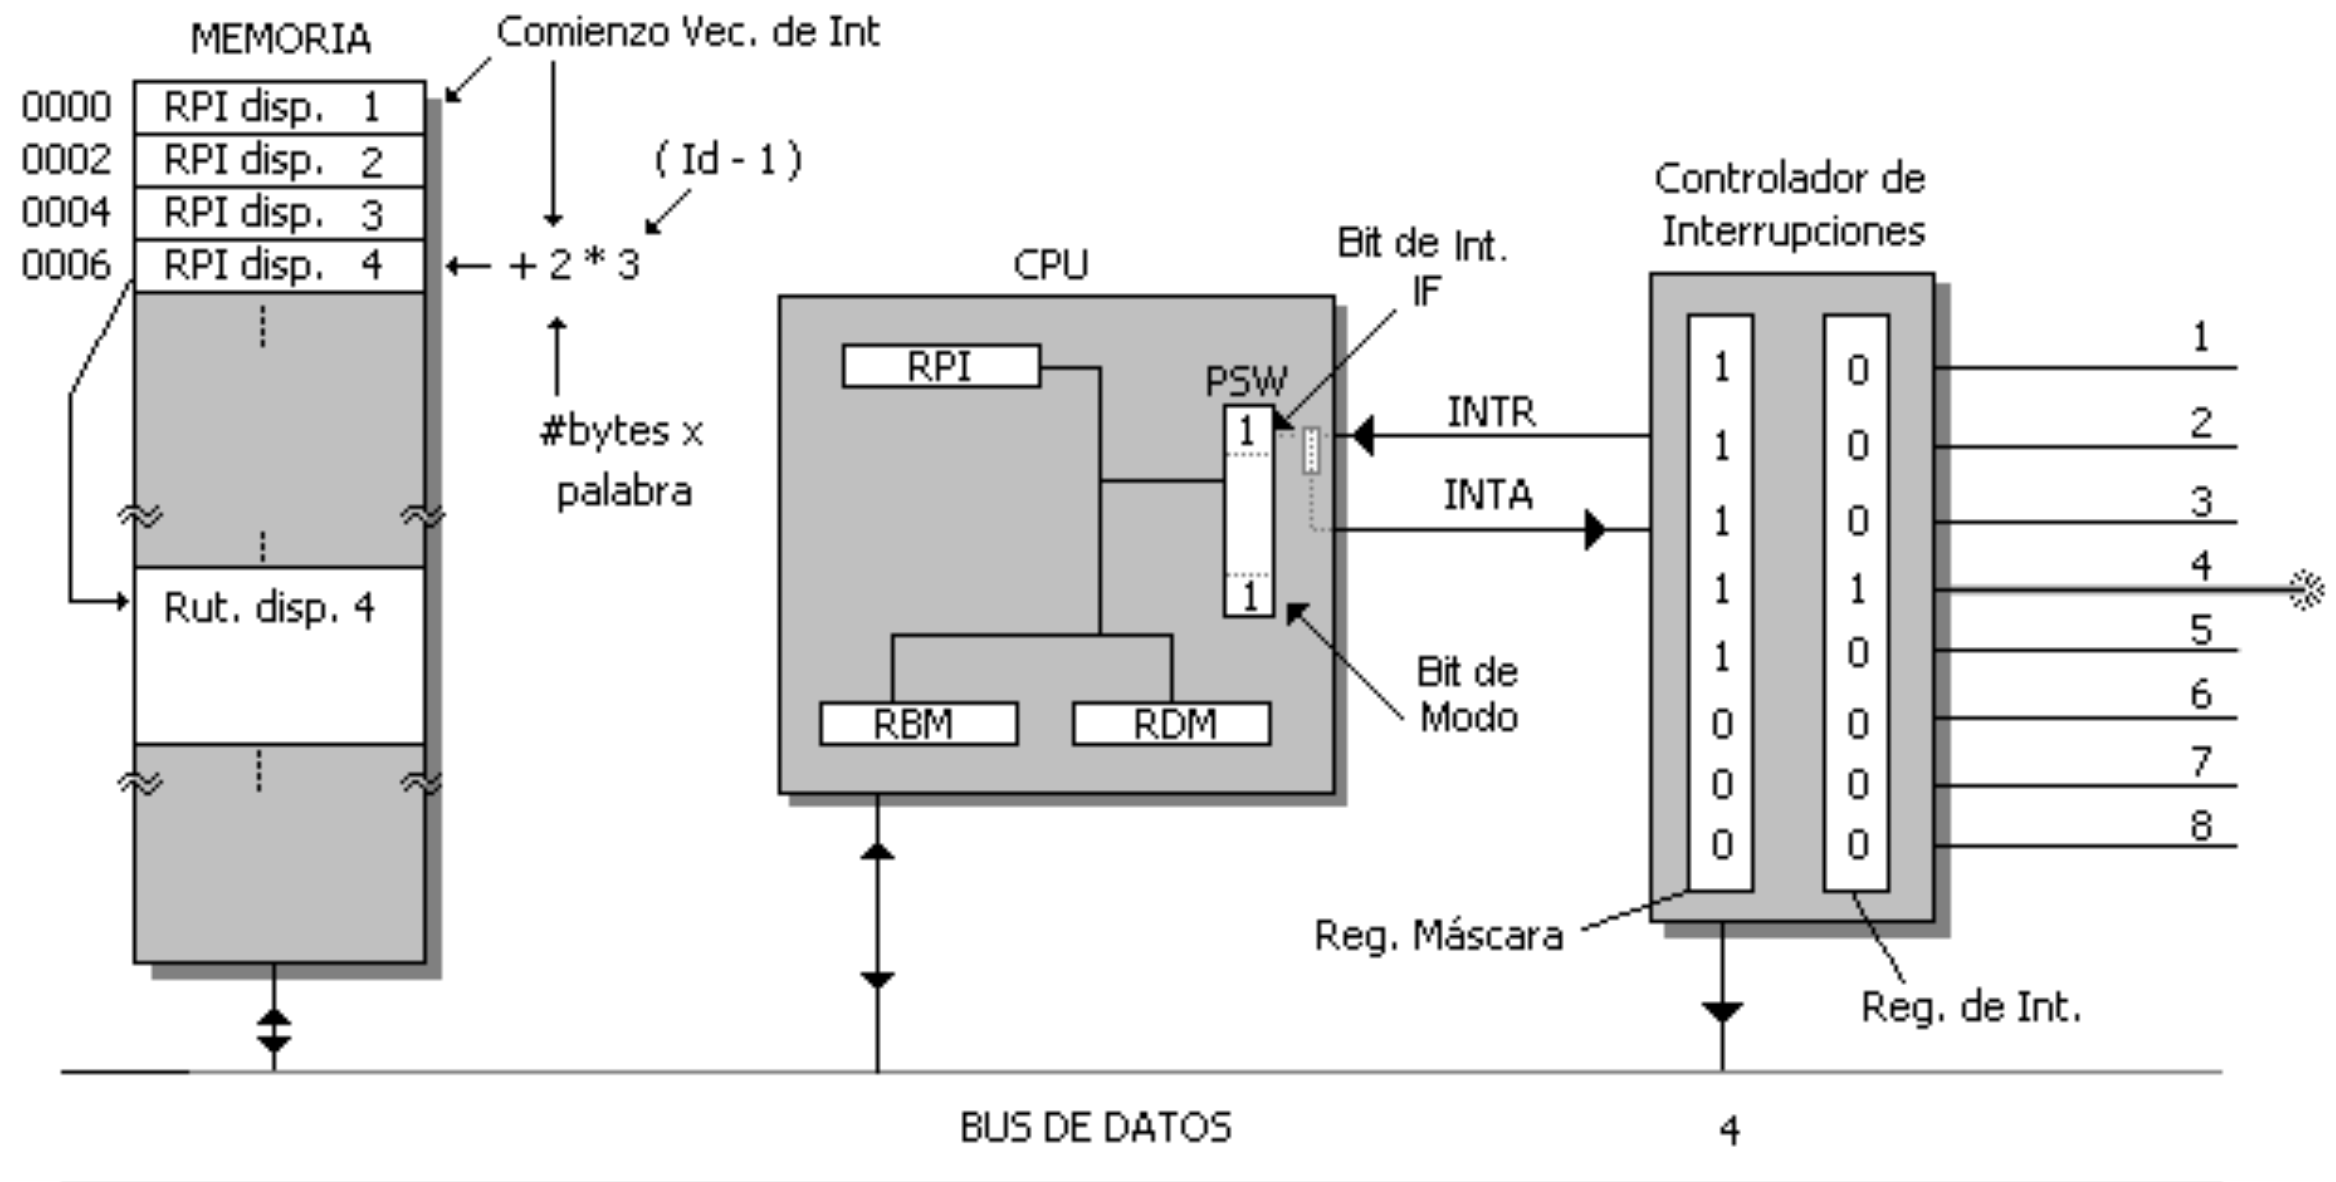 MEMORIA
Comienzo Vec. de Int
0000 RPI disp. 1
0002 RPI disp. 2
0004 RPI disp. 3
0006 RPI disp. 4
( Id - 1 )
+ 2 * 3
#bytes x
palabra
Rut. disp. 4
CPU
RPI
PSW
1
1
RBM
RDM
Bit de Int.
IF
INTR
INTA
Bit de
Modo
Controlador de
Interrupciones
1 0 1
1 0 2
1 0 3
1 1 4
1 0 5
0 0 6
0 0 7
0 0 8
Reg. Máscara
Reg. de Int.
BUS DE DATOS
4